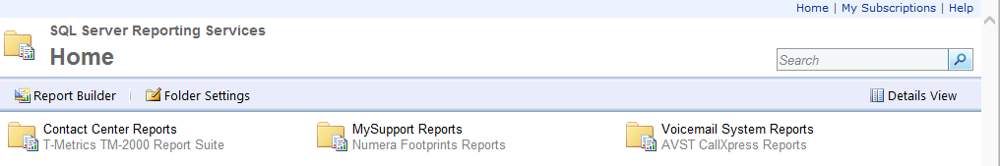 Home | My Subscriptions | Help
SQL Server Reporting Services
Home
Search
Report Builder | Folder Settings Details View
Contact Center Reports MySupport Reports Voicemail System Reports
T-Metrics TM-2000 Report Suite Numera Footprints Reports AVST CallXpress Reports